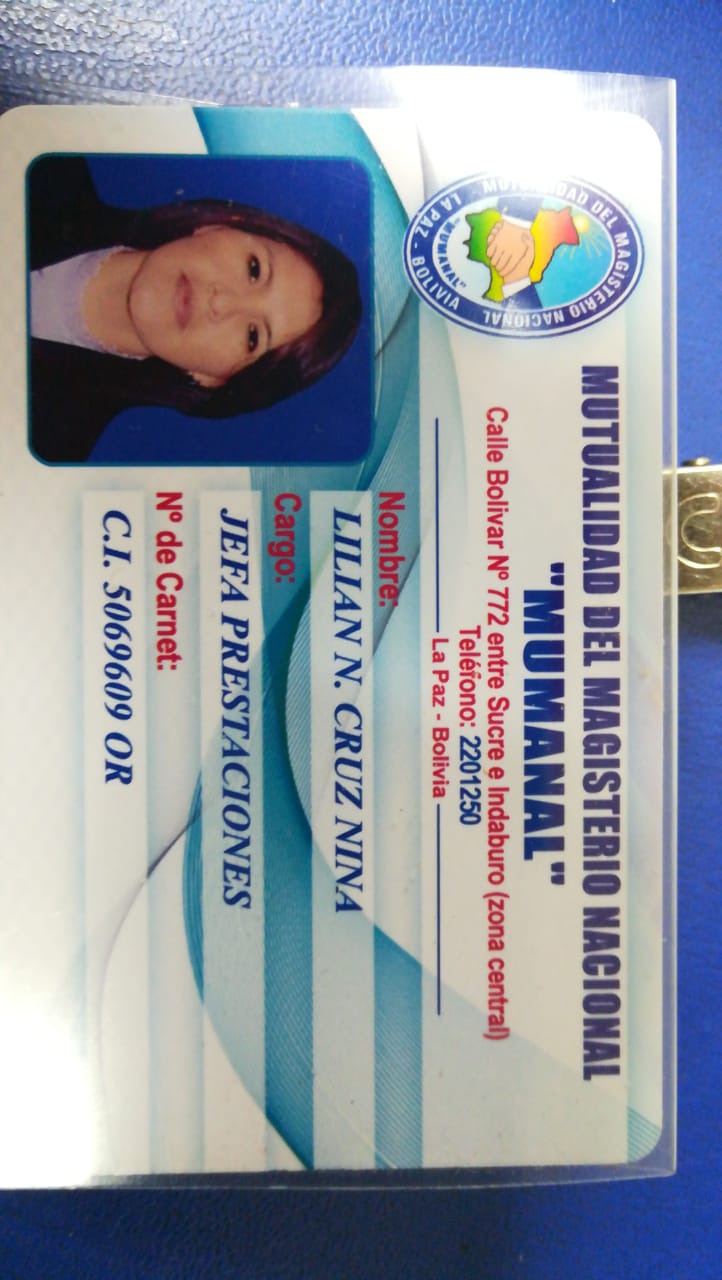 MUTUALIDAD DEL MAGISTERIO NACIONAL
"MUMANAL"
Calle Bolivar Nº 772 entre Sucre e Indaburo (zona central)
Teléfono: 2201250
La Paz - Bolivia
MUTUALIDAD DEL MAGISTERIO NACIONAL
LA PAZ - BOLIVIA
"MUMANAL"
Nombre:
LILIAN N. CRUZ NINA
Cargo:
JEFA PRESTACIONES
Nº de Carnet:
C.I. 5069609 OR